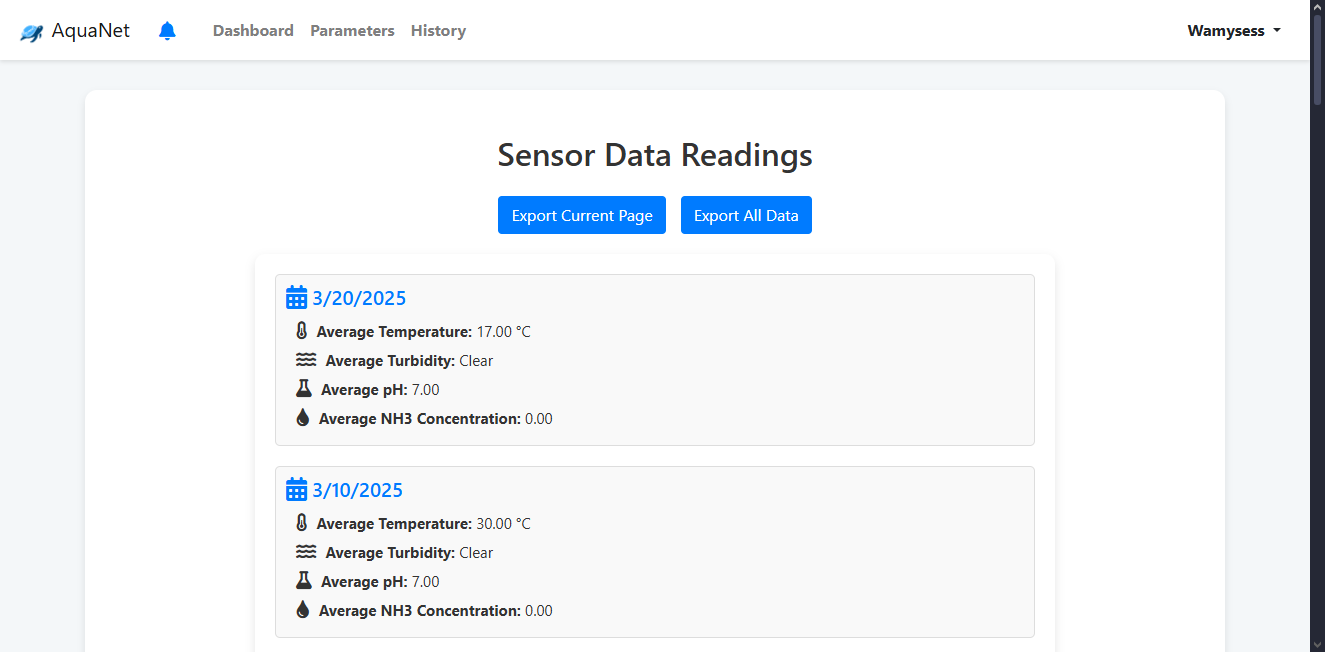 AquaNet Dashboard Parameters History Wamysess
Sensor Data Readings
Export Current Page Export All Data
3/20/2025
Average Temperature: 17.00 °C
Average Turbidity: Clear
Average pH: 7.00
Average NH3 Concentration: 0.00
3/10/2025
Average Temperature: 30.00 °C
Average Turbidity: Clear
Average pH: 7.00
Average NH3 Concentration: 0.00